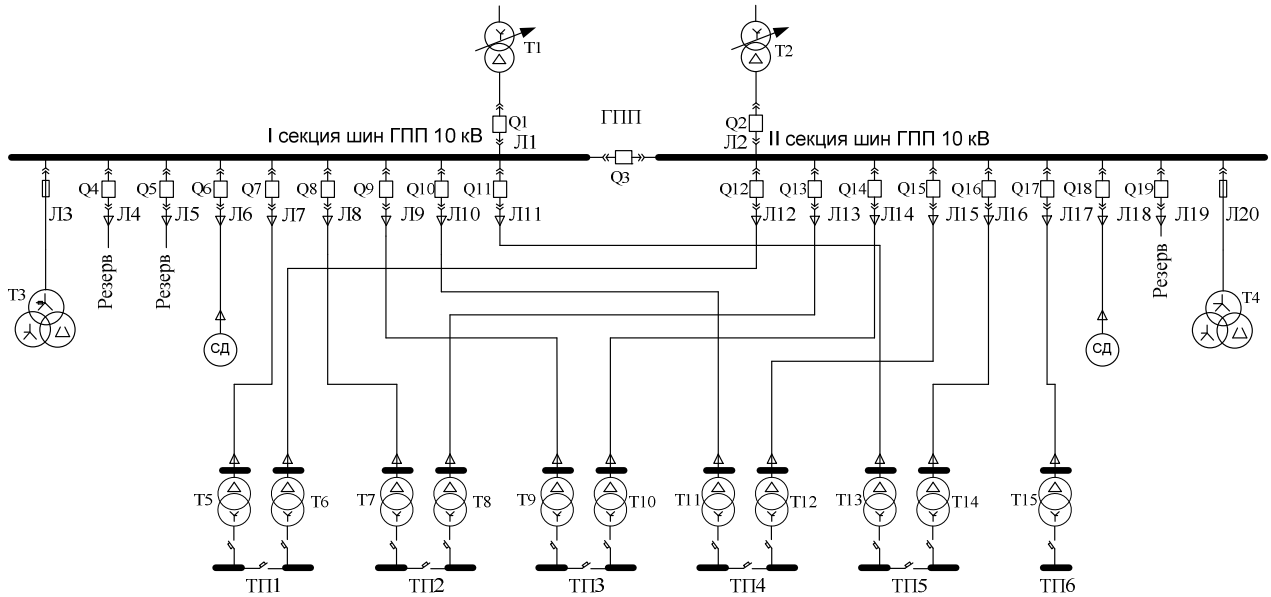 Т1
Т2
Q1
ГПП
Q2
I секция шин ГПП 10 кВ
Л1
Л2
II секция шин ГПП 10 кВ
Q3
Q4
Q5
Q6
Q7
Q8
Q9
Q10
Q11
Q12
Q13
Q14
Q15
Q16
Q17
Q18
Q19
Л3
Л4
Л5
Л6
Л7
Л8
Л9
Л10
Л11
Л12
Л13
Л14
Л15
Л16
Л17
Л18
Л19
Л20
Т3
Резерв
Резерв
Резерв
Т4
СД
СД
Т5
Т6
Т7
Т8
Т9
Т10
Т11
Т12
Т13
Т14
Т15
ТП1
ТП2
ТП3
ТП4
ТП5
ТП6